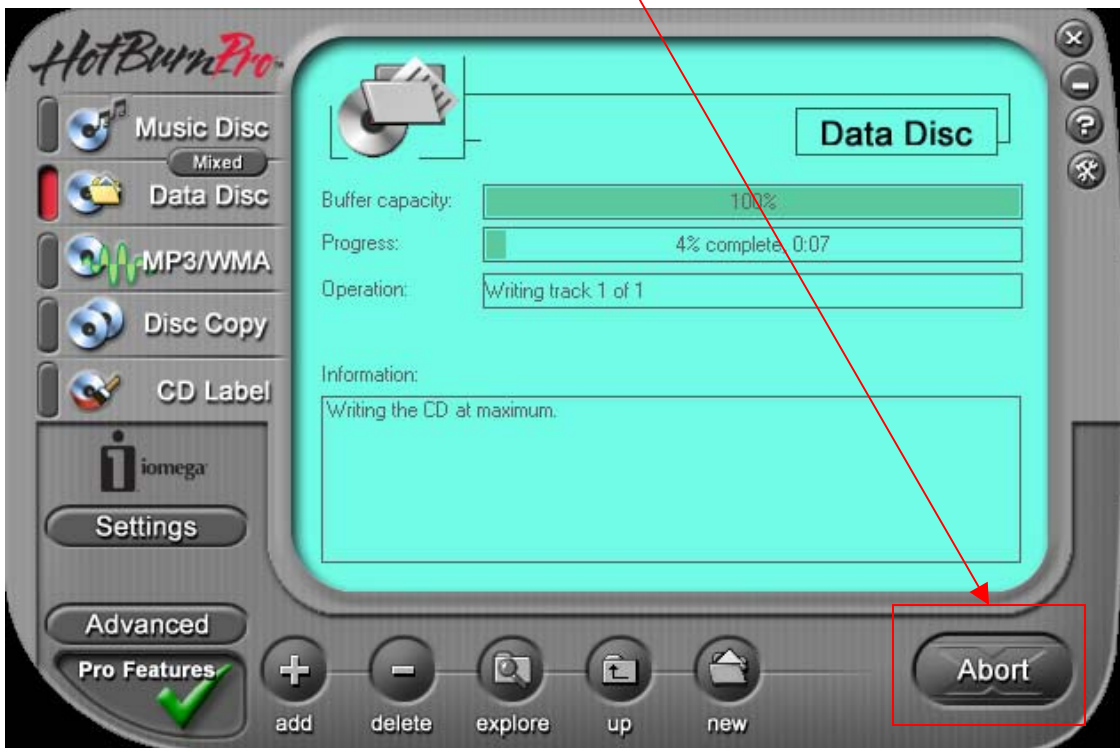 HotBurnPro™
Music Disc
Mixed
Data Disc
MP3/WMA
Disc Copy
CD Label
iomega
Settings
Advanced
Pro Features
Data Disc
Buffer capacity:
100%
Progress:
4% complete, 0:07
Operation:
Writing track 1 of 1
Information:
Writing the CD at maximum.
add
delete
explore
up
new
Abort